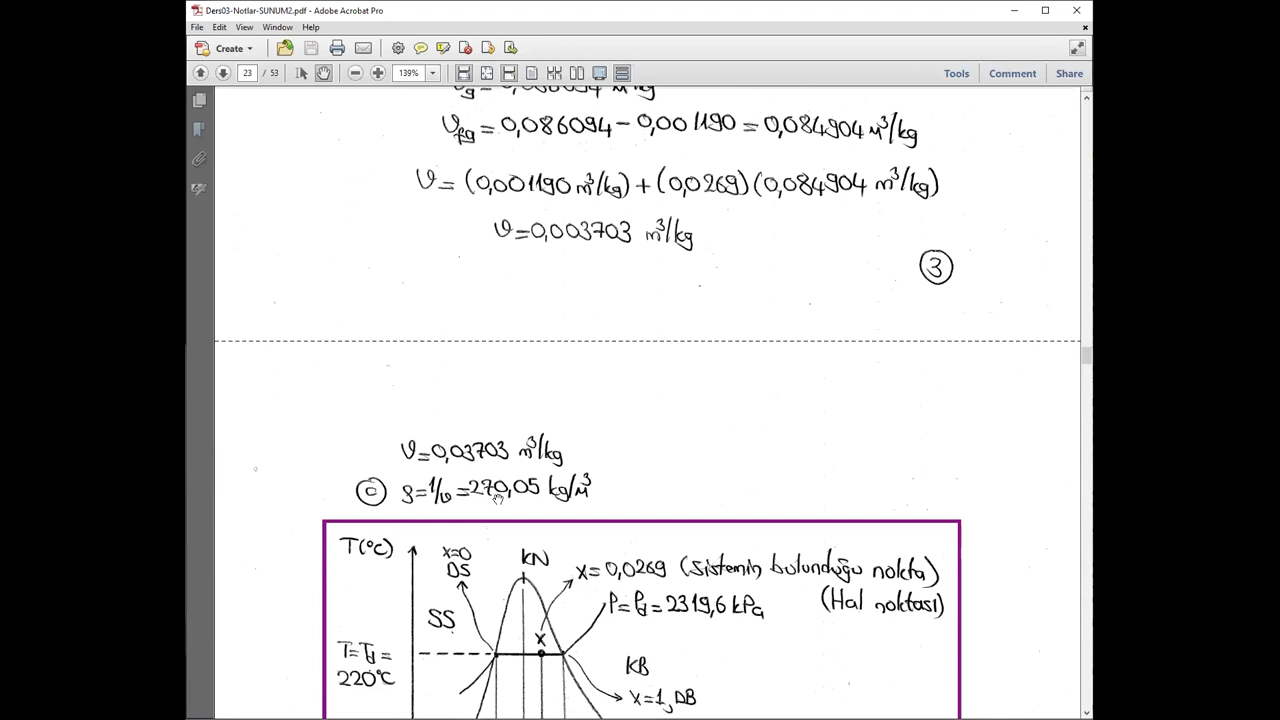 Ders03-Notlar-SUNUM2.pdf - Adobe Acrobat Pro
File Edit View Window Help
Create
23 / 53 139% Tools Comment Share
𝑣fg = 0,086094 - 0,001190 = 0,084904 m³/kg
𝑣 = (0,001190 m³/kg) + (0,0269)(0,084904 m³/kg)
𝑣 = 0,003703 m³/kg
3
𝑣 = 0,03703 m³/kg
c ρ = 1/𝑣 = 270,05 kg/m³
T(°C) x=0 KN x = 0,0269 (Sistemin bulunduğu nokta)
DS
P = Pd = 2319,6 kPa (Hal noktası)
SS
x
T = Td =
220°C
KB
x = 1, DB